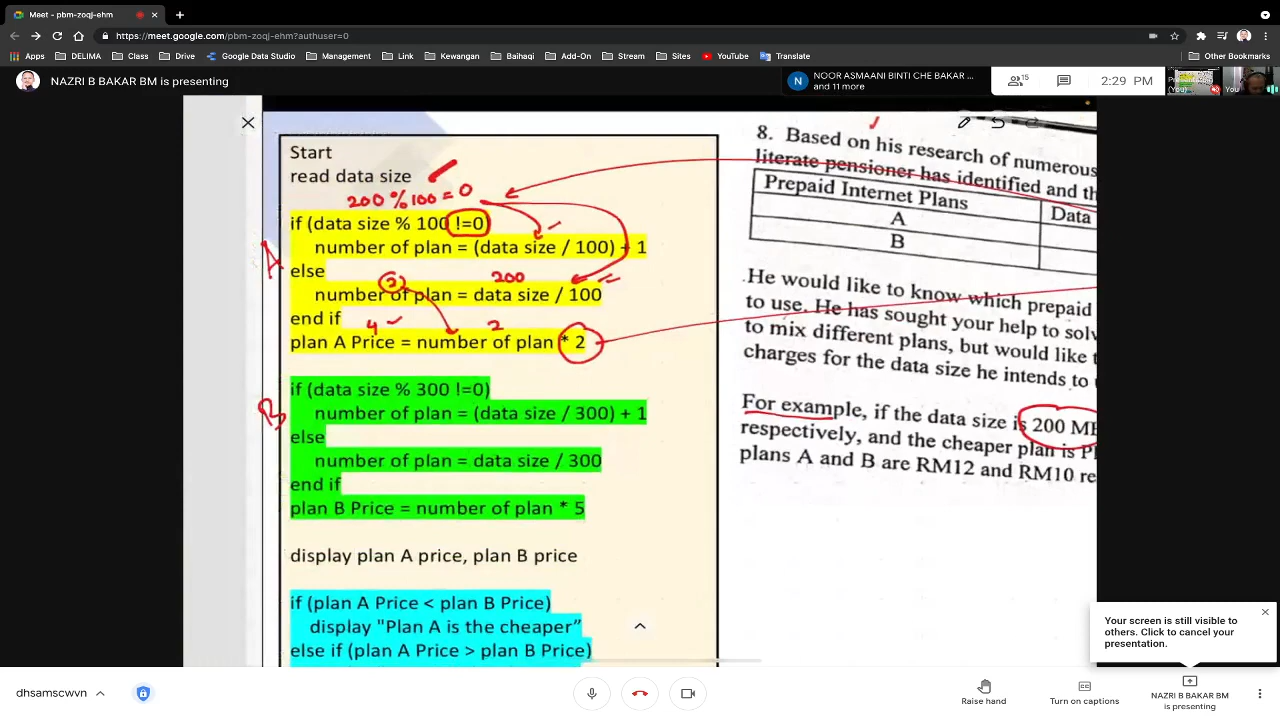 Meet - pbm-zoqj-ehm
https://meet.google.com/pbm-zoqj-ehm?authuser=0
Apps DELIMA Class Drive Google Data Studio Management Link Kewangan Baihaqi Add-On Stream Sites YouTube Translate Other Bookmarks
NAZRI B BAKAR BM is presenting
N NOOR ASMAANI BINTI CHE BAKAR ...
and 11 more
15
2:29 PM
You
Start
read data size
200 % 100 = 0
if (data size % 100 !=0)
number of plan = (data size / 100) + 1
else
200
number of plan = data size / 100
end if
4 2
plan A Price = number of plan * 2
A
if (data size % 300 !=0)
number of plan = (data size / 300) + 1
B
else
number of plan = data size / 300
end if
plan B Price = number of plan * 5
display plan A price, plan B price
if (plan A Price < plan B Price)
display "Plan A is the cheaper”
else if (plan A Price > plan B Price)
8. Based on his research of numerous
literate pensioner has identified and th
Prepaid Internet Plans Data
A
B
He would like to know which prepaid
to use. He has sought your help to solv
to mix different plans, but would like t
charges for the data size he intends to
For example, if the data size is 200 MB
respectively, and the cheaper plan is Pl
plans A and B are RM12 and RM10 re
Your screen is still visible to
others. Click to cancel your
presentation.
dhsamscwvn
Raise hand
Turn on captions
NAZRI B BAKAR BM
is presenting